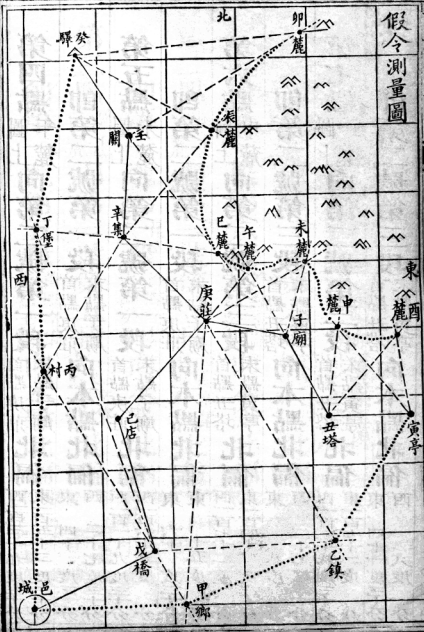 假令測量圖
北
卯麓
癸驛
辰麓
壬關
辛集
丁堡
巳麓
午麓
未麓
東
西
庚莊
申麓
酉麓
子廟
丙村
己店
丑塔
寅亭
戊橋
乙鎮
邑城
甲鄉